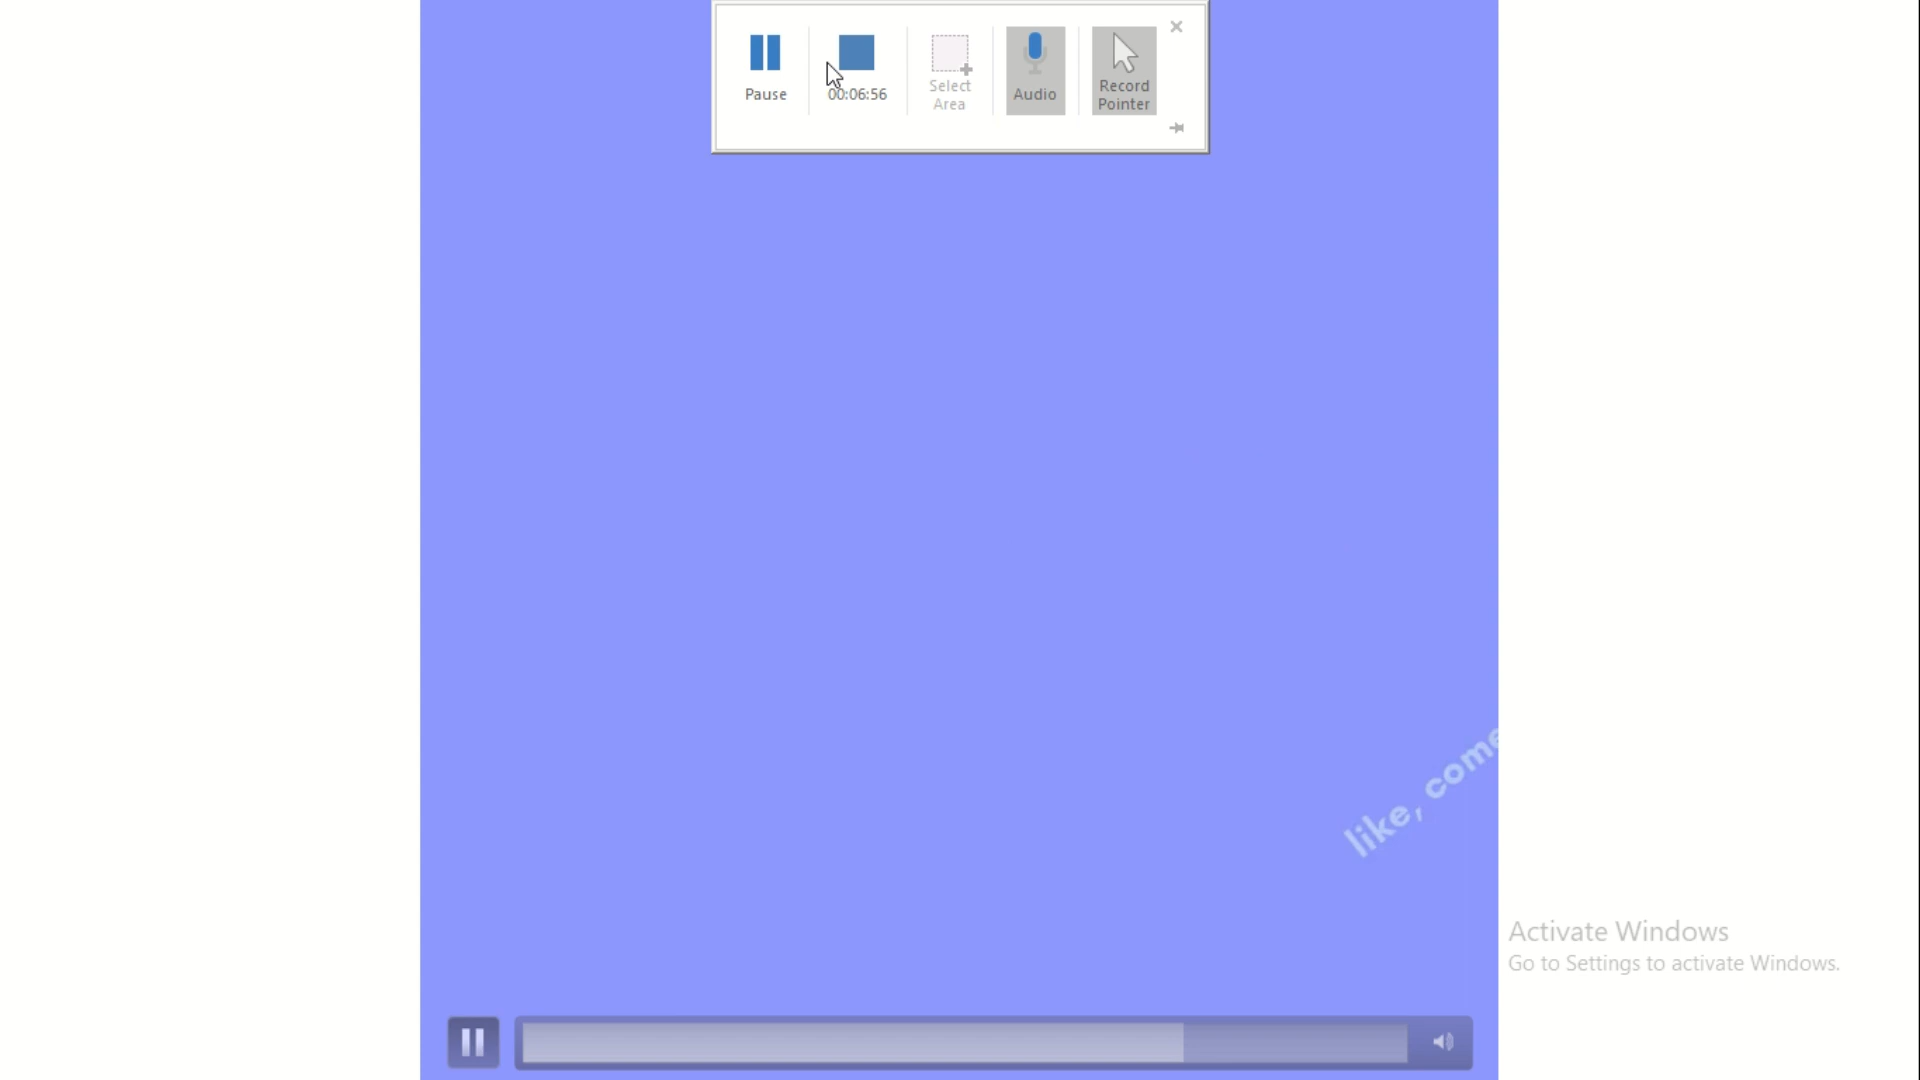 Pause
00:06:56
Select
Area
Audio
Record
Pointer
like, come
Activate Windows
Go to Settings to activate Windows.